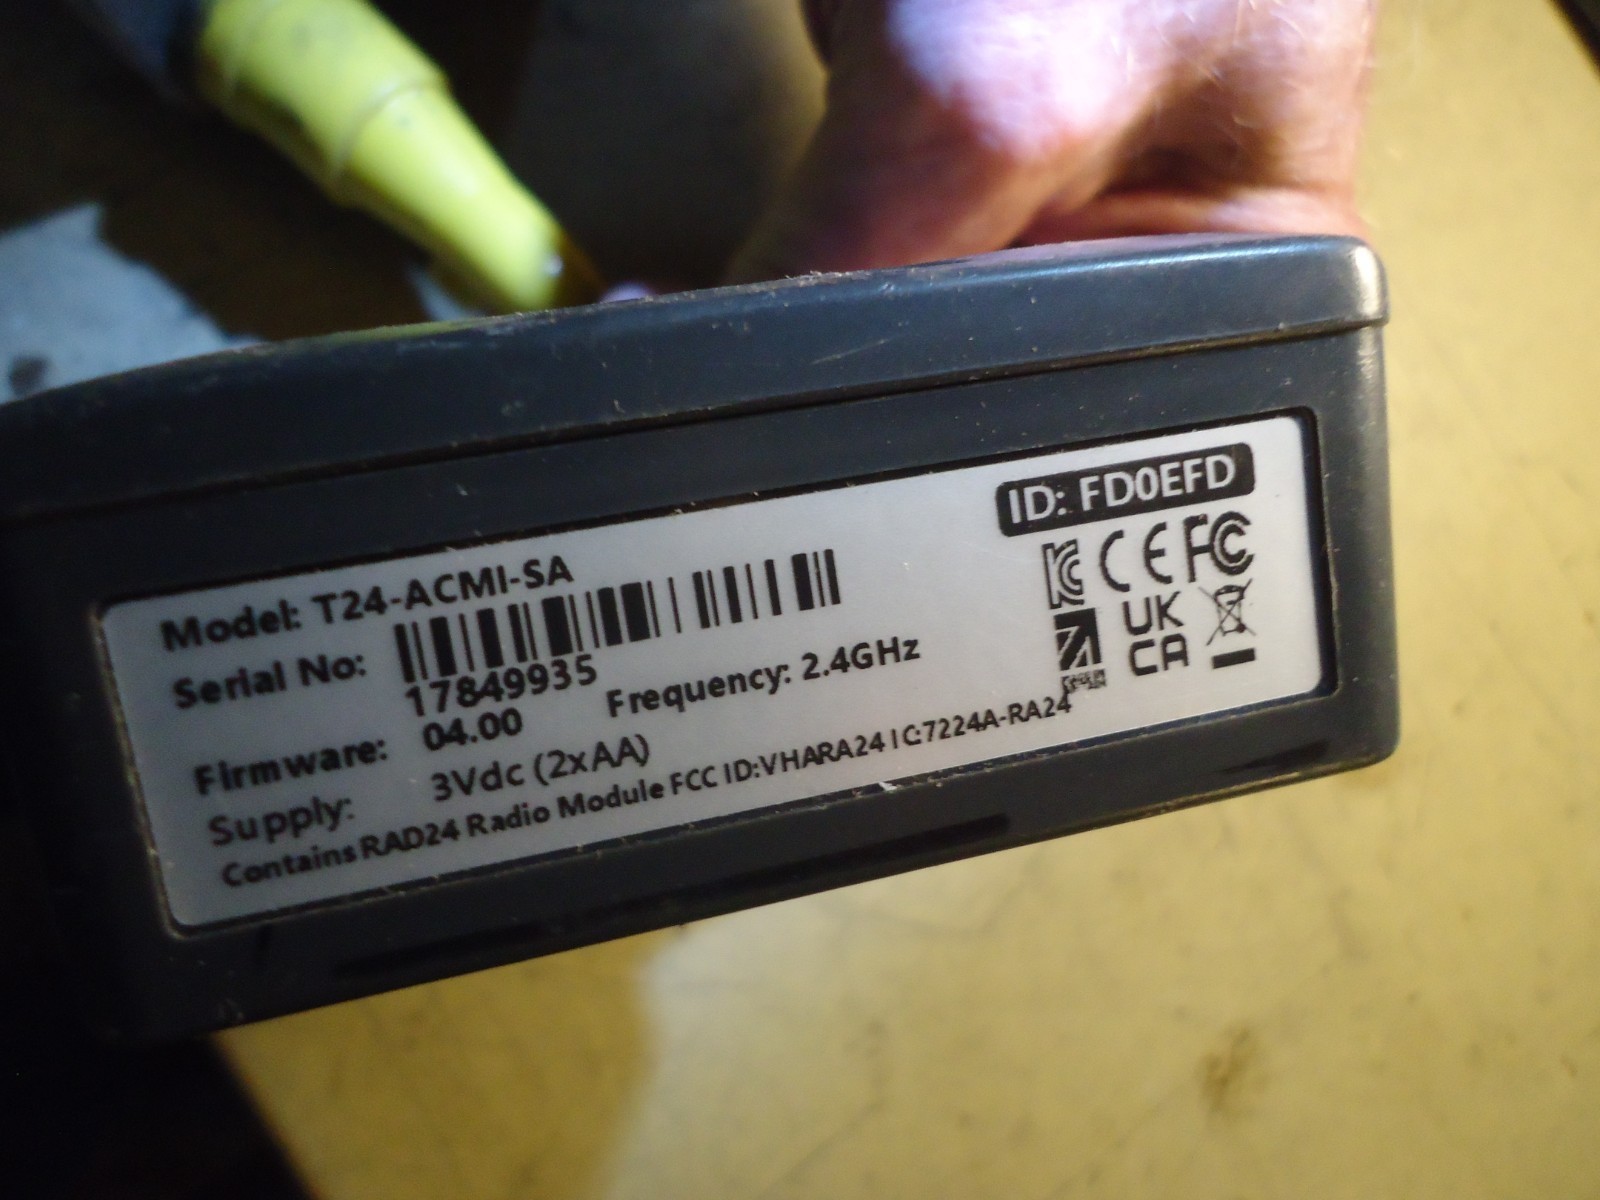 ID: FD0EFD
Model: T24-ACMI-SA
Serial No:
17849935
Firmware: 04.00 Frequency: 2.4GHz
Supply: 3Vdc (2xAA)
Contains RAD24 Radio Module FCC ID:VHARA24 IC:7224A-RA24
CE FC
UK
CA